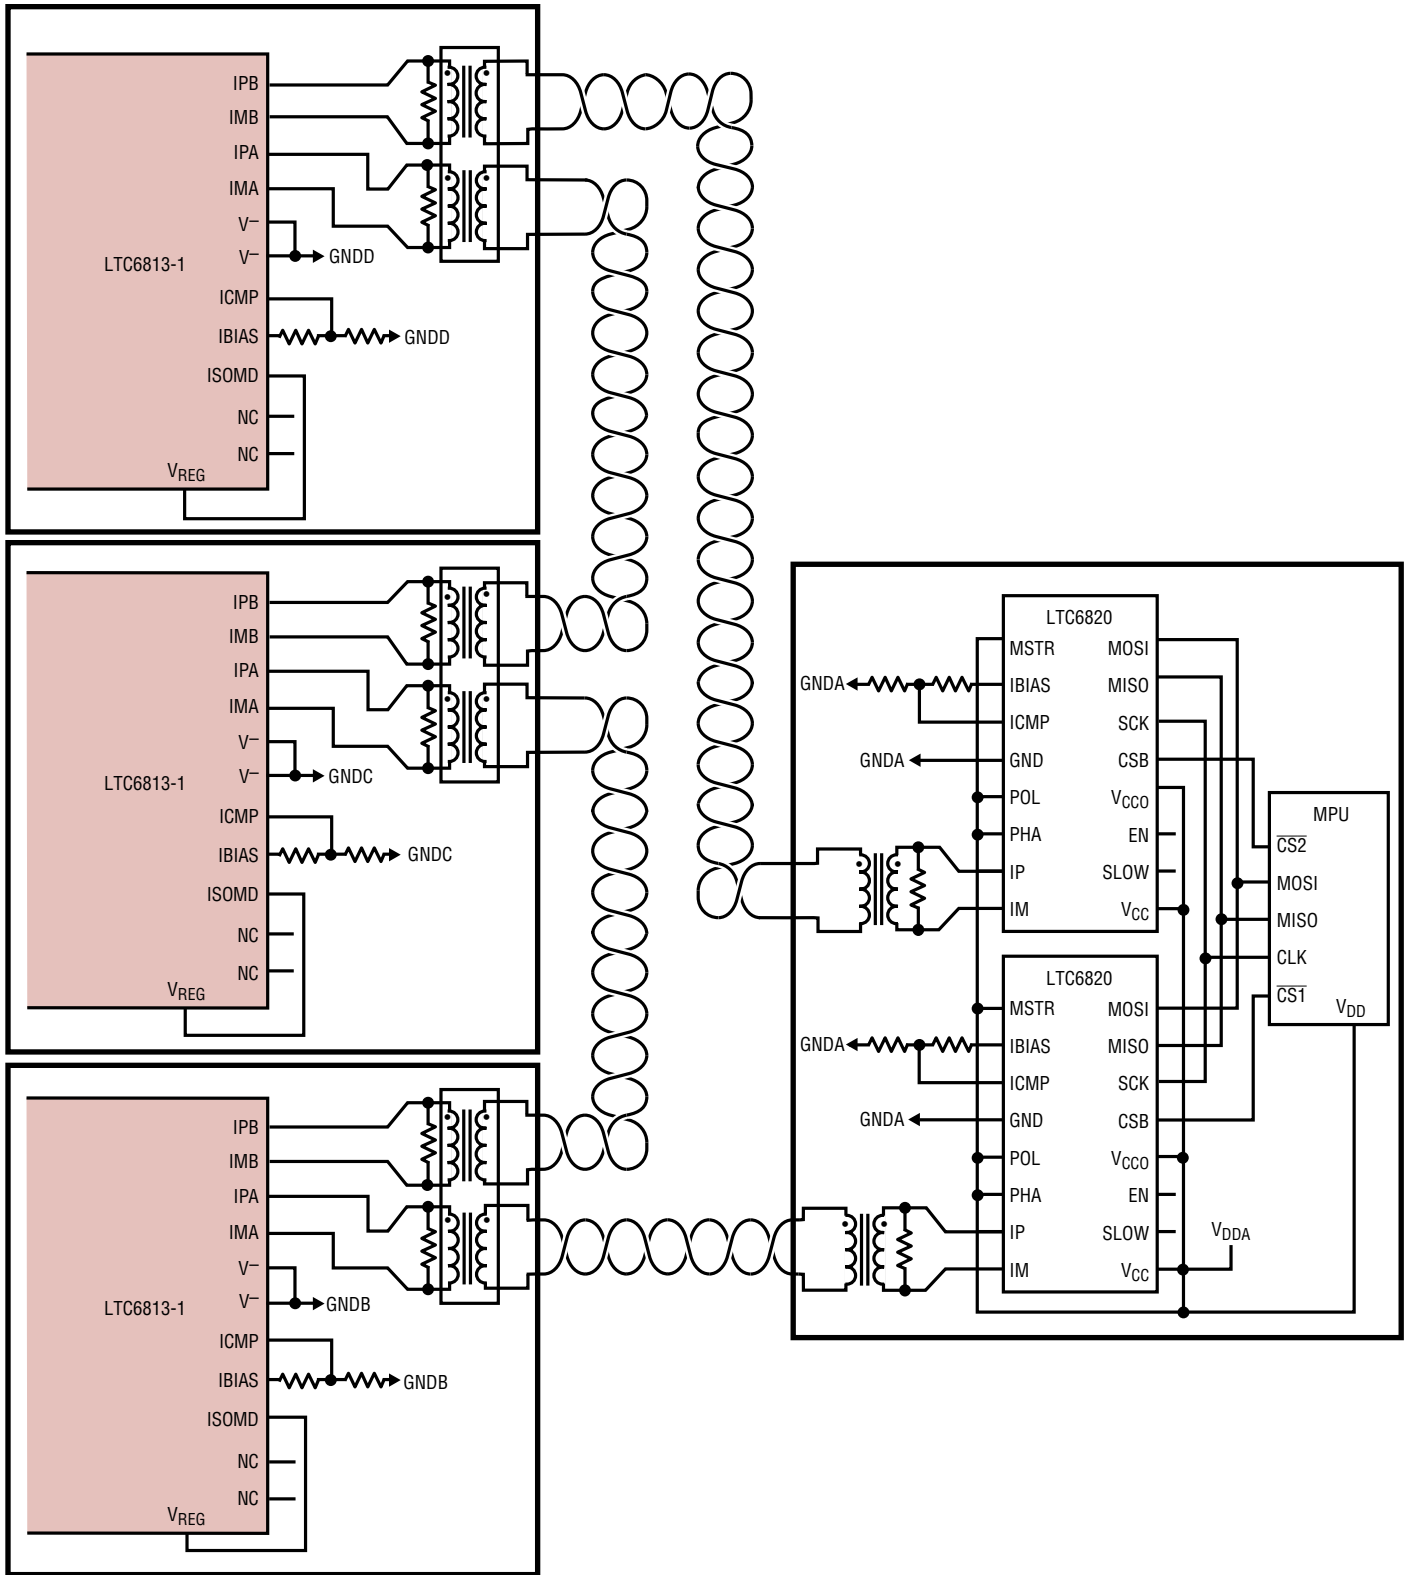 IPB
IMB
IPA
IMA
V–
V–
GNDD
LTC6813-1
ICMP
IBIAS
GNDD
ISOMD
NC
NC
VREG
IPB
IMB
IPA
IMA
V–
V–
GNDC
LTC6813-1
ICMP
IBIAS
GNDC
ISOMD
NC
NC
VREG
IPB
IMB
IPA
IMA
V–
V–
GNDB
LTC6813-1
ICMP
IBIAS
GNDB
ISOMD
NC
NC
VREG
LTC6820
MSTR
MOSI
GNDA
IBIAS
MISO
ICMP
SCK
GNDA
GND
CSB
POL
VCCO
PHA
EN
IP
SLOW
IM
VCC
MPU
CS2
MOSI
MISO
CLK
CS1
VDD
LTC6820
MSTR
MOSI
GNDA
IBIAS
MISO
ICMP
SCK
GNDA
GND
CSB
POL
VCCO
PHA
EN
IP
SLOW
VDDA
IM
VCC